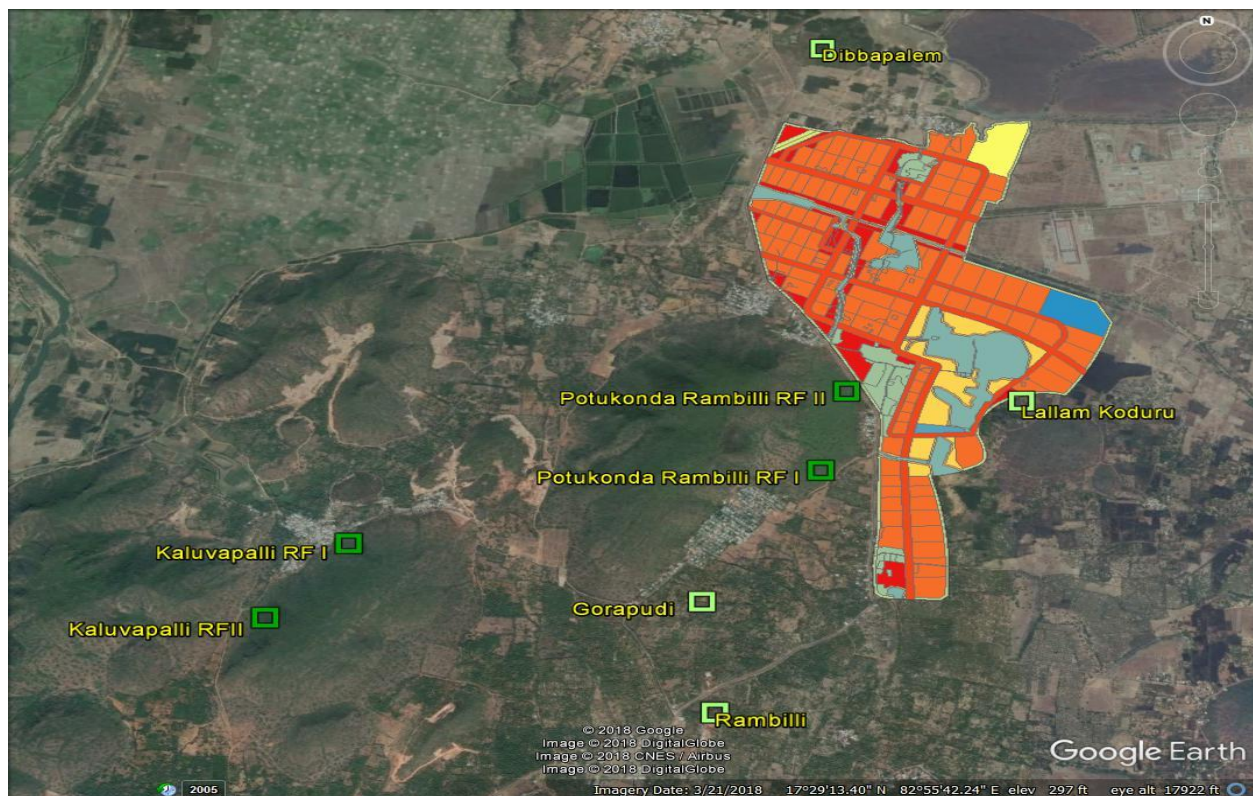 N
Dibbapalem
Potukonda Rambilli RF II
Lallam Koduru
Potukonda Rambilli RF I
Kaluvapalli RF I
Gorapudi
Kaluvapalli RFII
Rambilli
© 2018 Google
Image © 2018 DigitalGlobe
Image © 2018 CNES / Airbus
Image © 2018 DigitalGlobe
Google Earth
2005
Imagery Date: 3/21/2018 17°29'13.40" N 82°55'42.24" E elev 297 ft eye alt 17922 ft